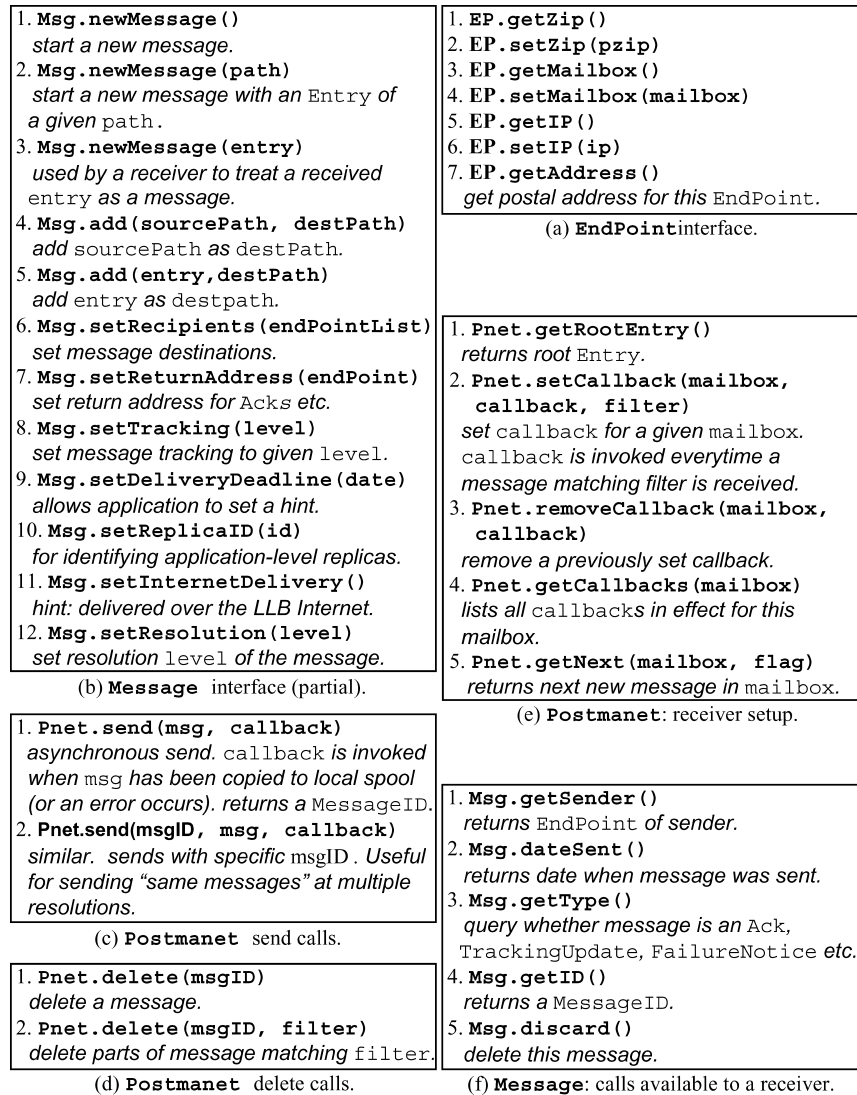 1. Msg.newMessage()
start a new message.
2. Msg.newMessage(path)
start a new message with an Entry of
a given path.
3. Msg.newMessage(entry)
used by a receiver to treat a received
entry as a message.
4. Msg.add(sourcePath, destPath)
add sourcePath as destPath.
5. Msg.add(entry,destPath)
add entry as destpath.
6. Msg.setRecipients(endPointList)
set message destinations.
7. Msg.setReturnAddress(endPoint)
set return address for Acks etc.
8. Msg.setTracking(level)
set message tracking to given level.
9. Msg.setDeliveryDeadline(date)
allows application to set a hint.
10. Msg.setReplicaID(id)
for identifying application-level replicas.
11. Msg.setInternetDelivery()
hint: delivered over the LLB Internet.
12. Msg.setResolution(level)
set resolution level of the message.
(b) Message interface (partial).
1. Pnet.send(msg, callback)
asynchronous send. callback is invoked
when msg has been copied to local spool
(or an error occurs). returns a MessageID.
2. Pnet.send(msgID, msg, callback)
similar. sends with specific msgID . Useful
for sending “same messages” at multiple
resolutions.
(c) Postmanet send calls.
1. Pnet.delete(msgID)
delete a message.
2. Pnet.delete(msgID, filter)
delete parts of message matching filter.
(d) Postmanet delete calls.
1. EP.getZip()
2. EP.setZip(pzip)
3. EP.getMailbox()
4. EP.setMailbox(mailbox)
5. EP.getIP()
6. EP.setIP(ip)
7. EP.getAddress()
get postal address for this EndPoint.
(a) EndPointinterface.
1. Pnet.getRootEntry()
returns root Entry.
2. Pnet.setCallback(mailbox,
callback, filter)
set callback for a given mailbox.
callback is invoked everytime a
message matching filter is received.
3. Pnet.removeCallback(mailbox,
callback)
remove a previously set callback.
4. Pnet.getCallbacks(mailbox)
lists all callbacks in effect for this
mailbox.
5. Pnet.getNext(mailbox, flag)
returns next new message in mailbox.
(e) Postmanet: receiver setup.
1. Msg.getSender()
returns EndPoint of sender.
2. Msg.dateSent()
returns date when message was sent.
3. Msg.getType()
query whether message is an Ack,
TrackingUpdate, FailureNotice etc.
4. Msg.getID()
returns a MessageID.
5. Msg.discard()
delete this message.
(f) Message: calls available to a receiver.